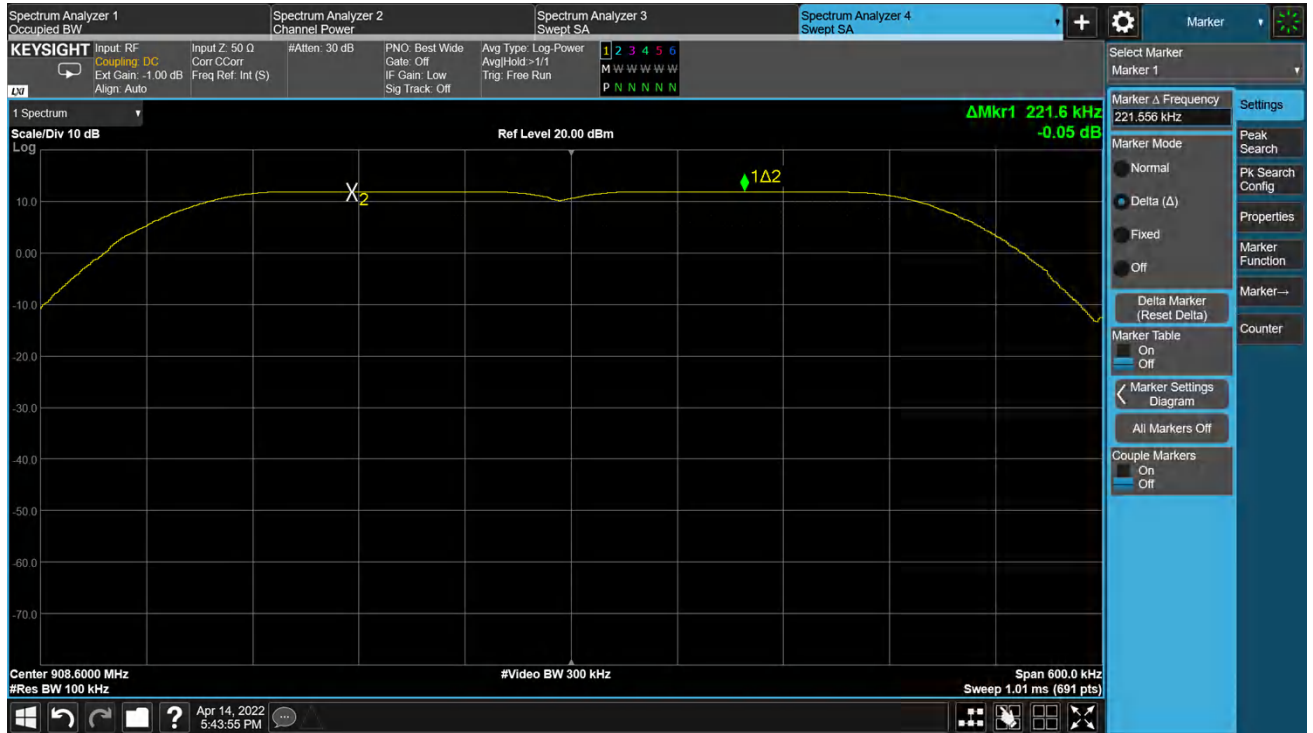 Spectrum Analyzer 1
Occupied BW
Spectrum Analyzer 2
Channel Power
Spectrum Analyzer 3
Swept SA
Spectrum Analyzer 4
Swept SA
+
Marker
KEYSIGHT
LXI
Input: RF
Coupling: DC
Ext Gain: -1.00 dB
Align: Auto
Input Z: 50 Ω
Corr CCorr
Freq Ref: Int (S)
#Atten: 30 dB
PNO: Best Wide
Gate: Off
IF Gain: Low
Sig Track: Off
Avg Type: Log-Power
Avg|Hold:>1/1
Trig: Free Run
1 2 3 4 5 6
M W W W W W
P N N N N N
Select Marker
Marker 1
1 Spectrum
Scale/Div 10 dB
Log
Ref Level 20.00 dBm
ΔMkr1 221.6 kHz
-0.05 dB
X2
1Δ2
10.0
0.00
-10.0
-20.0
-30.0
-40.0
-50.0
-60.0
-70.0
Center 908.6000 MHz
#Res BW 100 kHz
#Video BW 300 kHz
Span 600.0 kHz
Sweep 1.01 ms (691 pts)
Marker Δ Frequency
221.556 kHz
Marker Mode
Normal
Delta (Δ)
Fixed
Off
Delta Marker
(Reset Delta)
Marker Table
On
Off
Marker Settings
Diagram
All Markers Off
Couple Markers
On
Off
Settings
Peak
Search
Pk Search
Config
Properties
Marker
Function
Marker→
Counter
?
Apr 14, 2022
5:43:55 PM